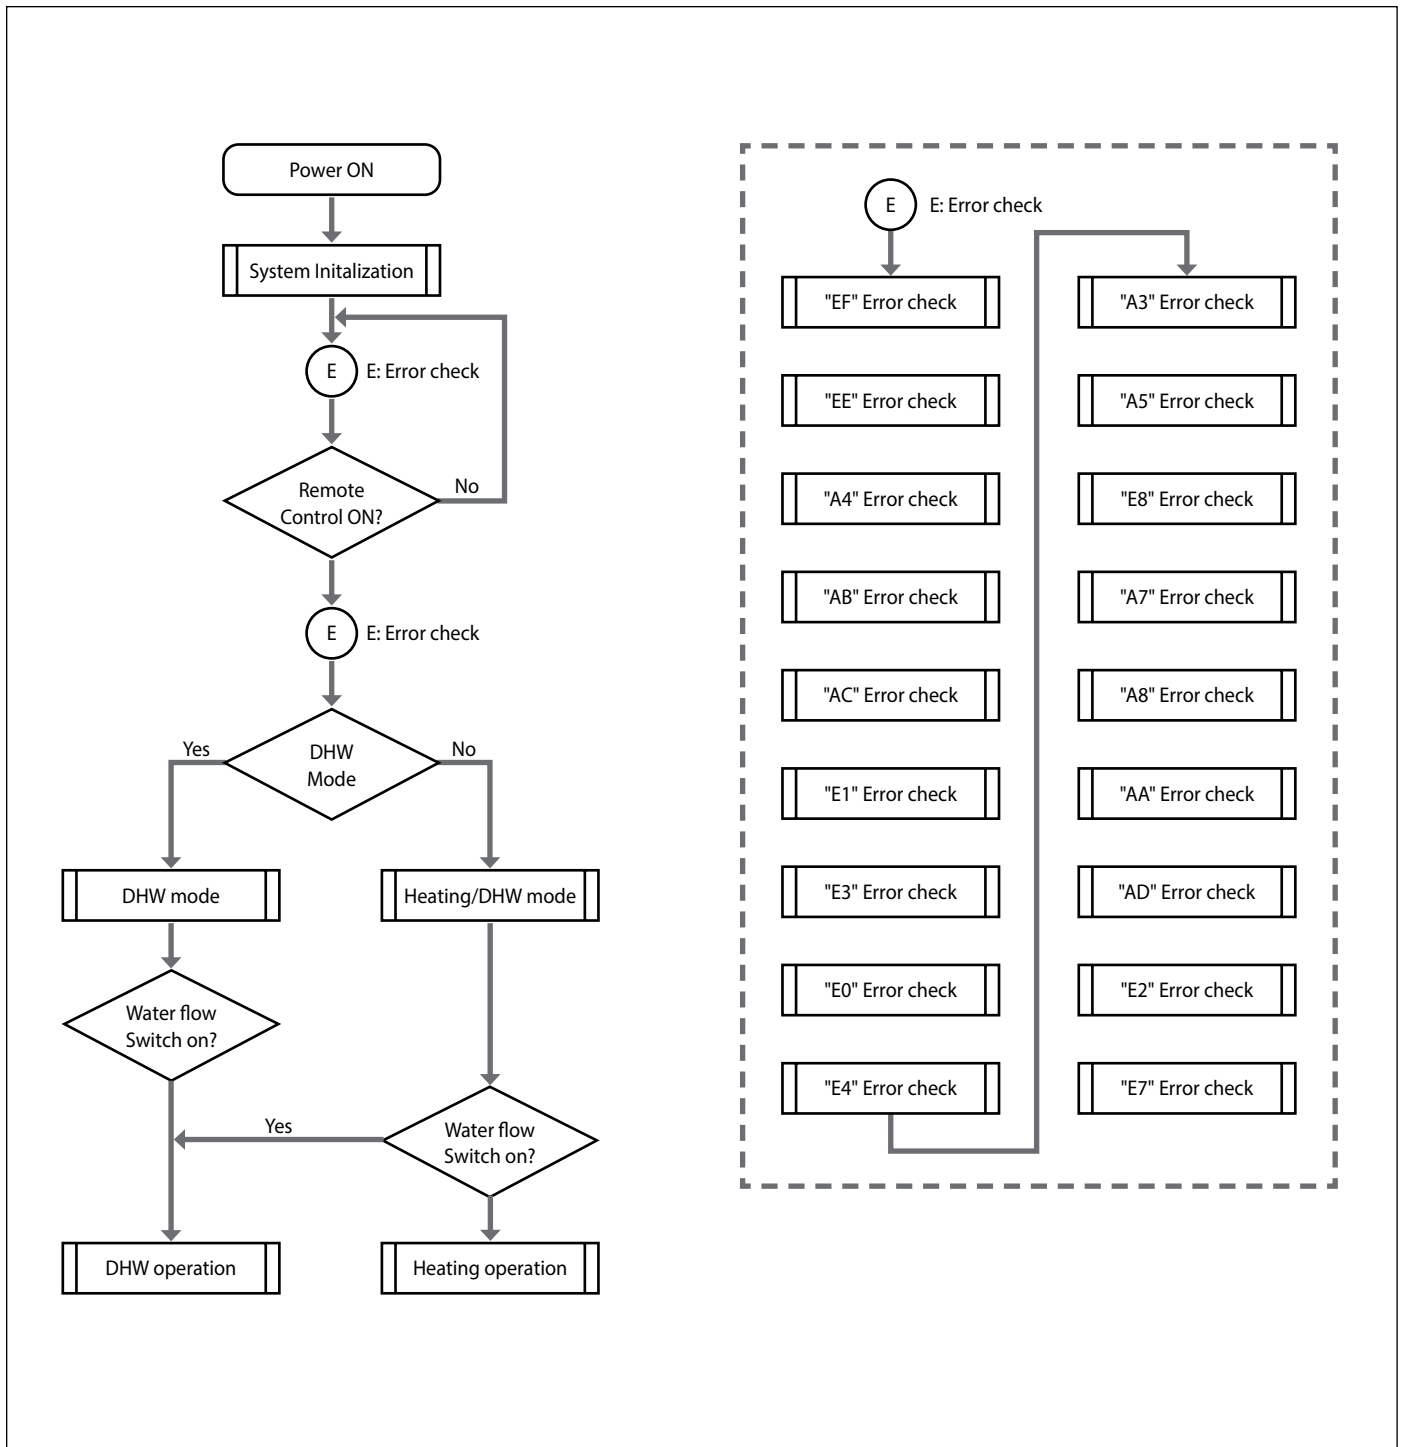 Power ON
System Initalization
E
E: Error check
Remote
Control ON?
No
E
E: Error check
DHW
Mode
Yes
No
DHW mode
Heating/DHW mode
Water flow
Switch on?
Water flow
Switch on?
Yes
DHW operation
Heating operation
E
E: Error check
"EF" Error check
"EE" Error check
"A4" Error check
"AB" Error check
"AC" Error check
"E1" Error check
"E3" Error check
"E0" Error check
"E4" Error check
"A3" Error check
"A5" Error check
"E8" Error check
"A7" Error check
"A8" Error check
"AA" Error check
"AD" Error check
"E2" Error check
"E7" Error check